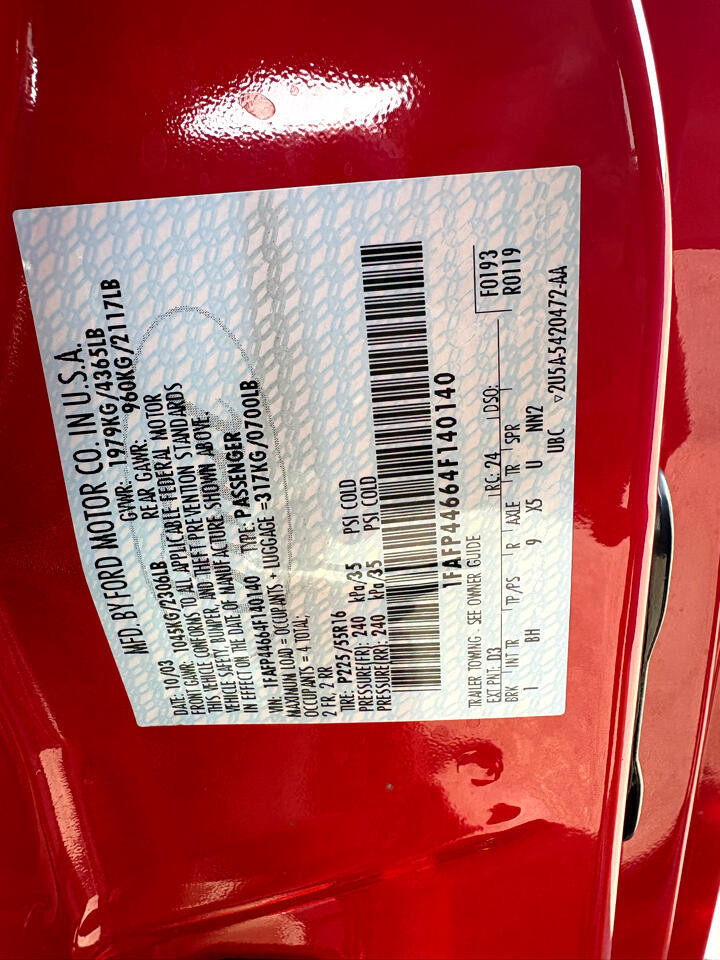 MFD. BY FORD MOTOR CO. IN U.S.A.
DATE: 10/03 GVWR: 1979KG/4365LB
FRONT GAWR: 1045KG/2306LB REAR GAWR: 960KG/2117LB
THIS VEHICLE CONFORMS TO ALL APPLICABLE FEDERAL MOTOR
VEHICLE SAFETY, BUMPER, AND THEFT PREVENTION STANDARDS
IN EFFECT ON THE DATE OF MANUFACTURE SHOWN ABOVE.
VIN: 1FAFP44664F140140 TYPE: PASSENGER
MAXIMUM LOAD = OCCUPANTS + LUGGAGE = 317KG/0700LB
OCCUPANTS = 4 TOTAL,
2 FR, 2 RR
TIRE: P225/55R16
PRESSURE(FR): 240 kPa/35 PSI COLD
PRESSURE(RR): 240 kPa/35 PSI COLD
1FAFP44664F140140
TRAILER TOWING. SEE OWNER GUIDE
F0193
EXT PNT: D3 RC: 24 DSO: R0119
BRK INT TR TP/PS R AXLE TR SPR
1 BH 9 X5 U NN2
UBC ▽2U5A5420472-AA